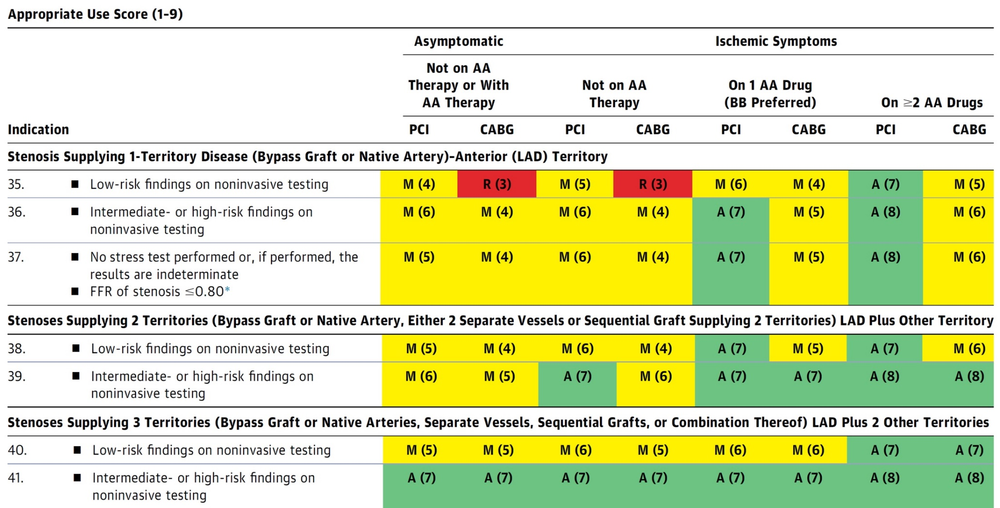 Appropriate Use Score (1–9)
Asymptomatic Ischemic Symptoms
Not on AA
Therapy or With
AA Therapy
Not on AA
Therapy
On 1 AA Drug
(BB Preferred)
On ≥2 AA Drugs
Indication PCI CABG PCI CABG PCI CABG PCI CABG
Stenosis Supplying 1-Territory Disease (Bypass Graft or Native Artery)–Anterior (LAD) Territory
35. ■ Low-risk findings on noninvasive testing M (4) R (3) M (5) R (3) M (6) M (4) A (7) M (5)
36. ■ Intermediate- or high-risk findings on M (6) M (4) M (6) M (4) A (7) M (5) A (8) M (6)
noninvasive testing
37. ■ No stress test performed or, if performed, the M (5) M (4) M (6) M (4) A (7) M (5) A (8) M (6)
results are indeterminate
■ FFR of stenosis ≤0.80*
Stenoses Supplying 2 Territories (Bypass Graft or Native Artery, Either 2 Separate Vessels or Sequential Graft Supplying 2 Territories) LAD Plus Other Territory
38. ■ Low-risk findings on noninvasive testing M (5) M (4) M (6) M (4) A (7) M (5) A (7) M (6)
39. ■ Intermediate- or high-risk findings on M (6) M (5) A (7) M (6) A (7) A (7) A (8) A (8)
noninvasive testing
Stenoses Supplying 3 Territories (Bypass Graft or Native Arteries, Separate Vessels, Sequential Grafts, or Combination Thereof) LAD Plus 2 Other Territories
40. ■ Low-risk findings on noninvasive testing M (5) M (5) M (6) M (5) M (6) M (6) A (7) A (7)
41. ■ Intermediate- or high-risk findings on A (7) A (7) A (7) A (7) A (7) A (7) A (8) A (8)
noninvasive testing